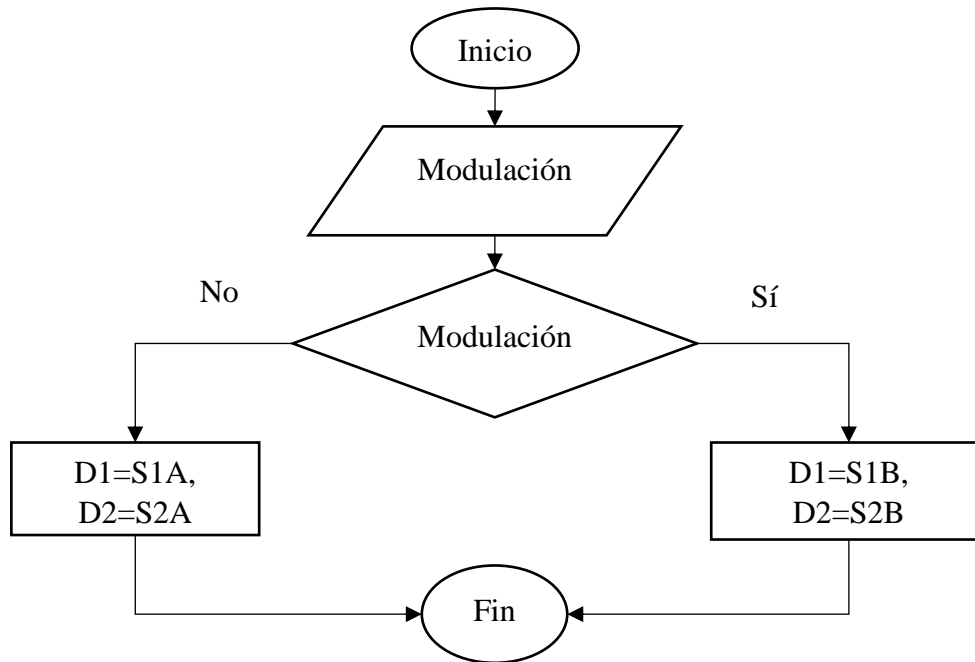 Inicio
Modulación
No
Sí
Modulación
D1=S1A,
D2=S2A
D1=S1B,
D2=S2B
Fin